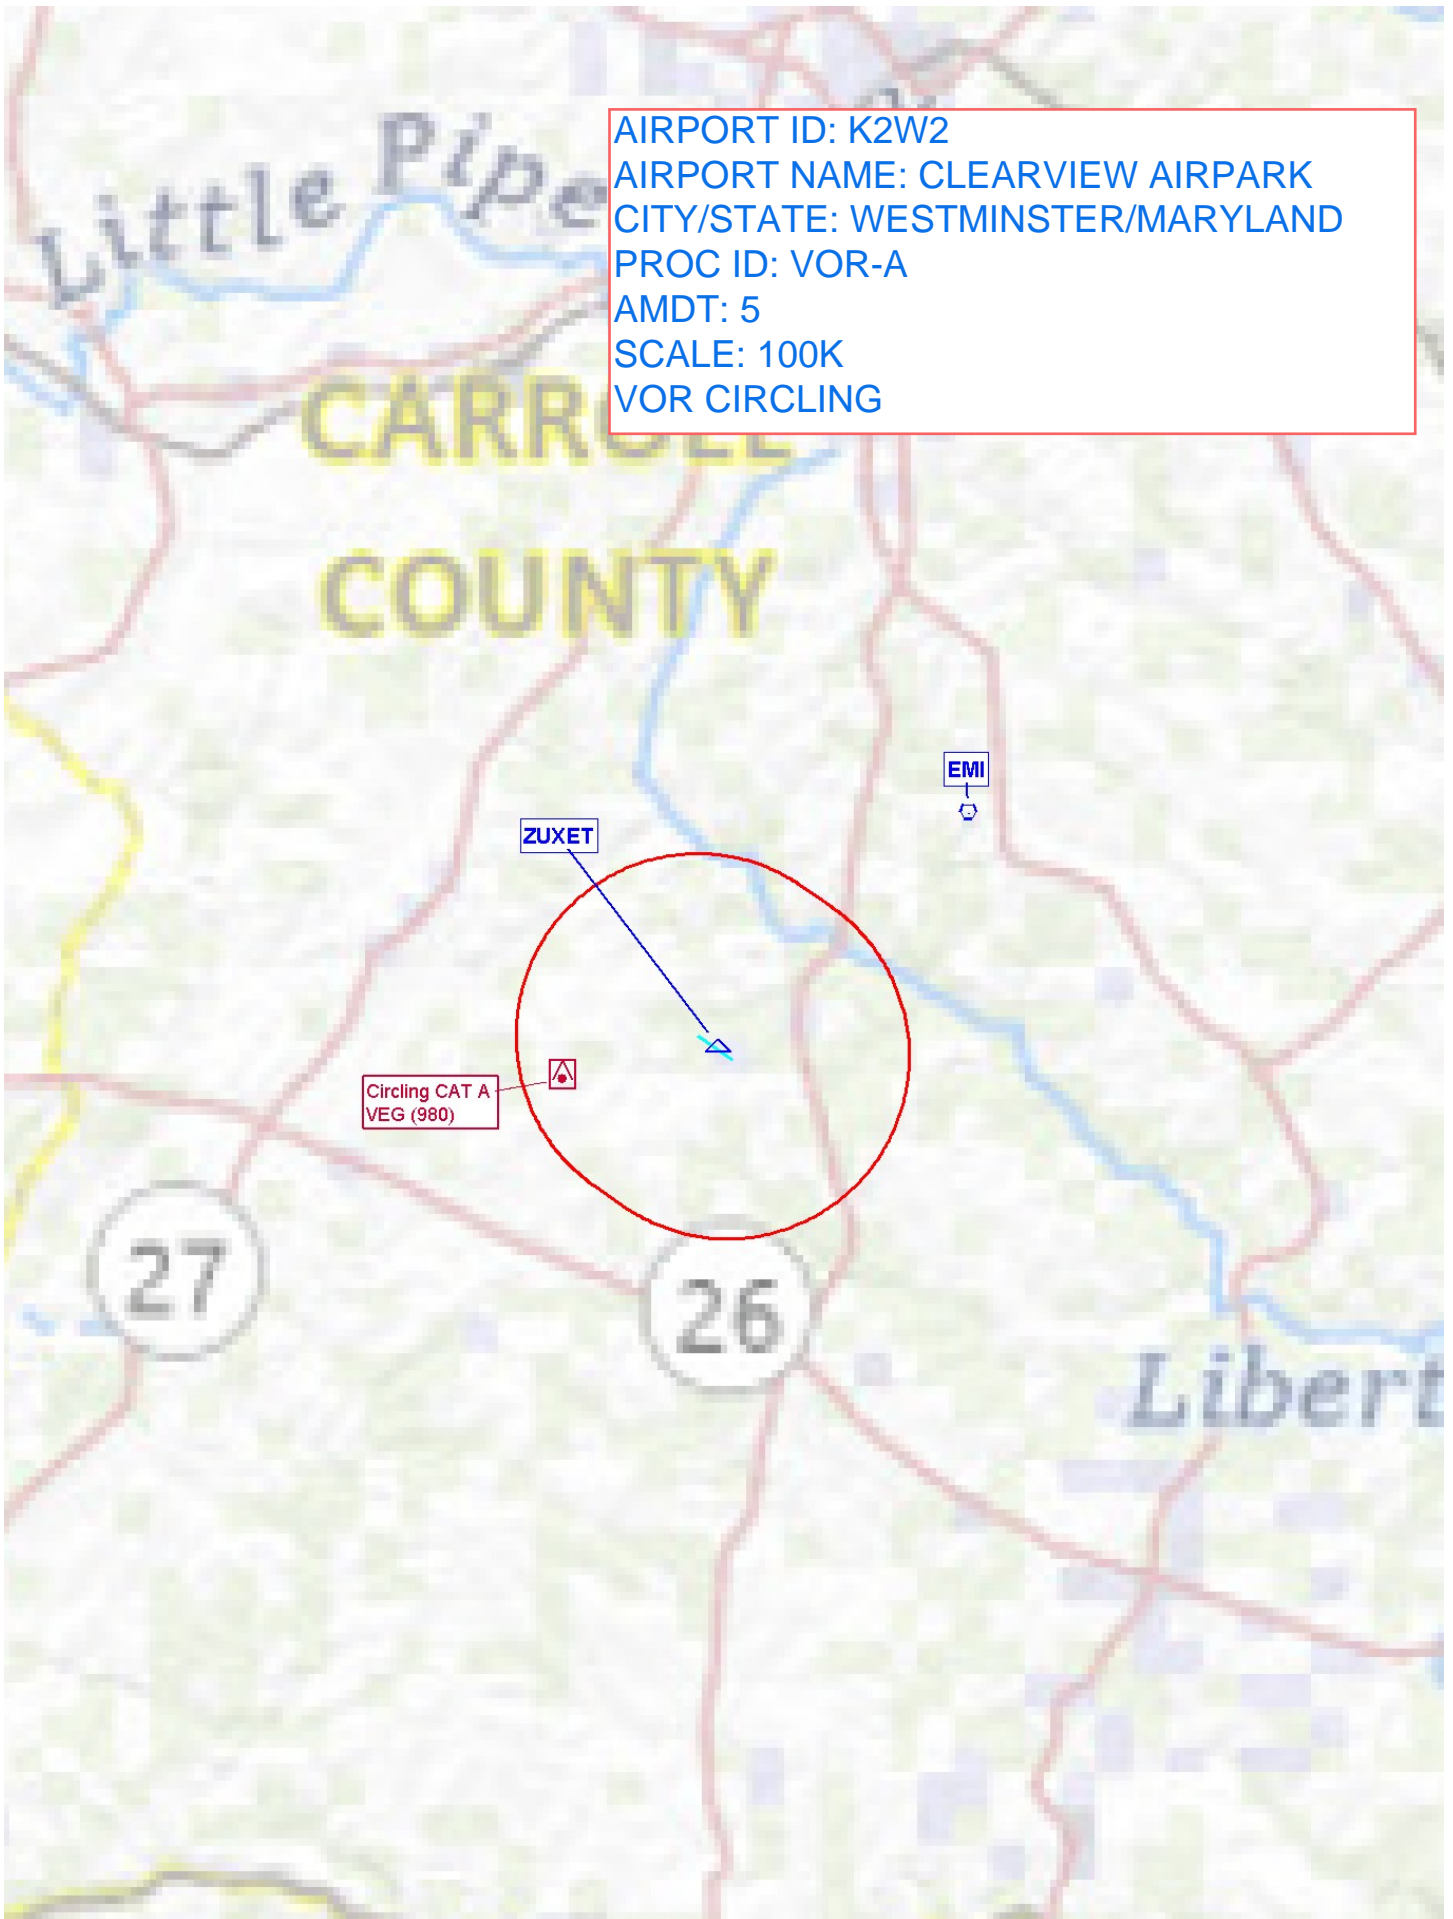 Little Pipe
AIRPORT ID: K2W2
AIRPORT NAME: CLEARVIEW AIRPARK
CITY/STATE: WESTMINSTER/MARYLAND
PROC ID: VOR-A
AMDT: 5
SCALE: 100K
VOR CIRCLING
COUNTY
EMI
ZUXET
Circling CAT A
VEG (980)
27
26
Libert